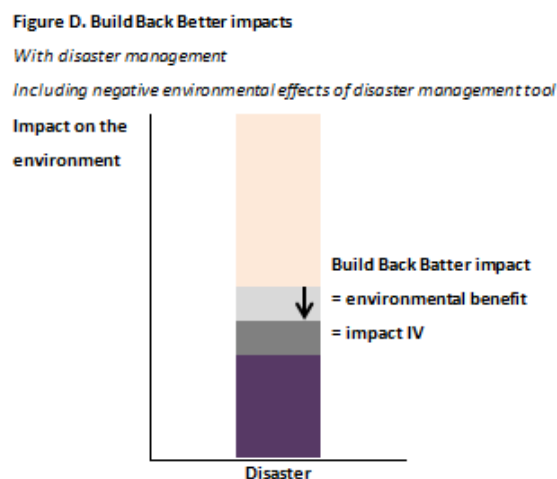 Figure D. Build Back Better impacts
With disaster management
Including negative environmental effects of disaster management tool
Impact on the
environment
Build Back Batter impact
= environmental benefit
= impact IV
Disaster